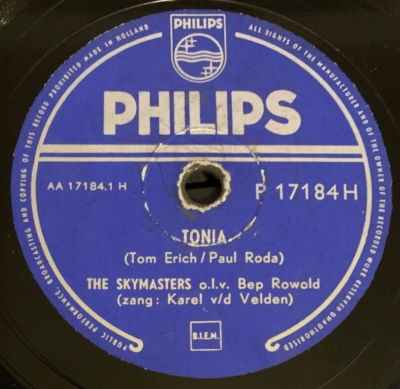 PHILIPS
MADE IN HOLLAND
ALL RIGHTS OF THE MANUFACTURER AND OF THE OWNER OF THE RECORDED WORK RESERVED UNAUTHORISED
PUBLIC PERFORMANCE, BROADCASTING AND COPYING OF THIS RECORD PROHIBITED
PHILIPS
AA 17184.1 H
P 17184H
TONIA
(Tom Erich/Paul Roda)
THE SKYMASTERS o.l.v. Bep Rowold
(zang: Karel v/d Velden)
B.I.E.M.